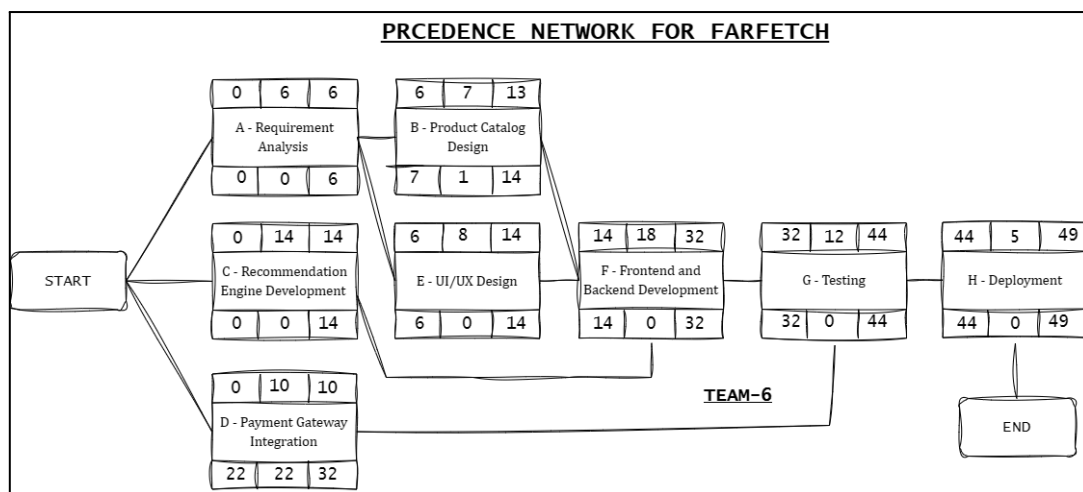 PRCEDENCE NETWORK FOR FARFETCH
0 6 6
A - Requirement
Analysis
0 0 6
6 7 13
B - Product Catalog
Design
7 1 14
START
0 14 14
C - Recommendation
Engine Development
0 0 14
6 8 14
E - UI/UX Design
6 0 14
14 18 32
F - Frontend and
Backend Development
14 0 32
32 12 44
G - Testing
32 0 44
44 5 49
H - Deployment
44 0 49
0 10 10
D - Payment Gateway
Integration
22 22 32
TEAM-6
END